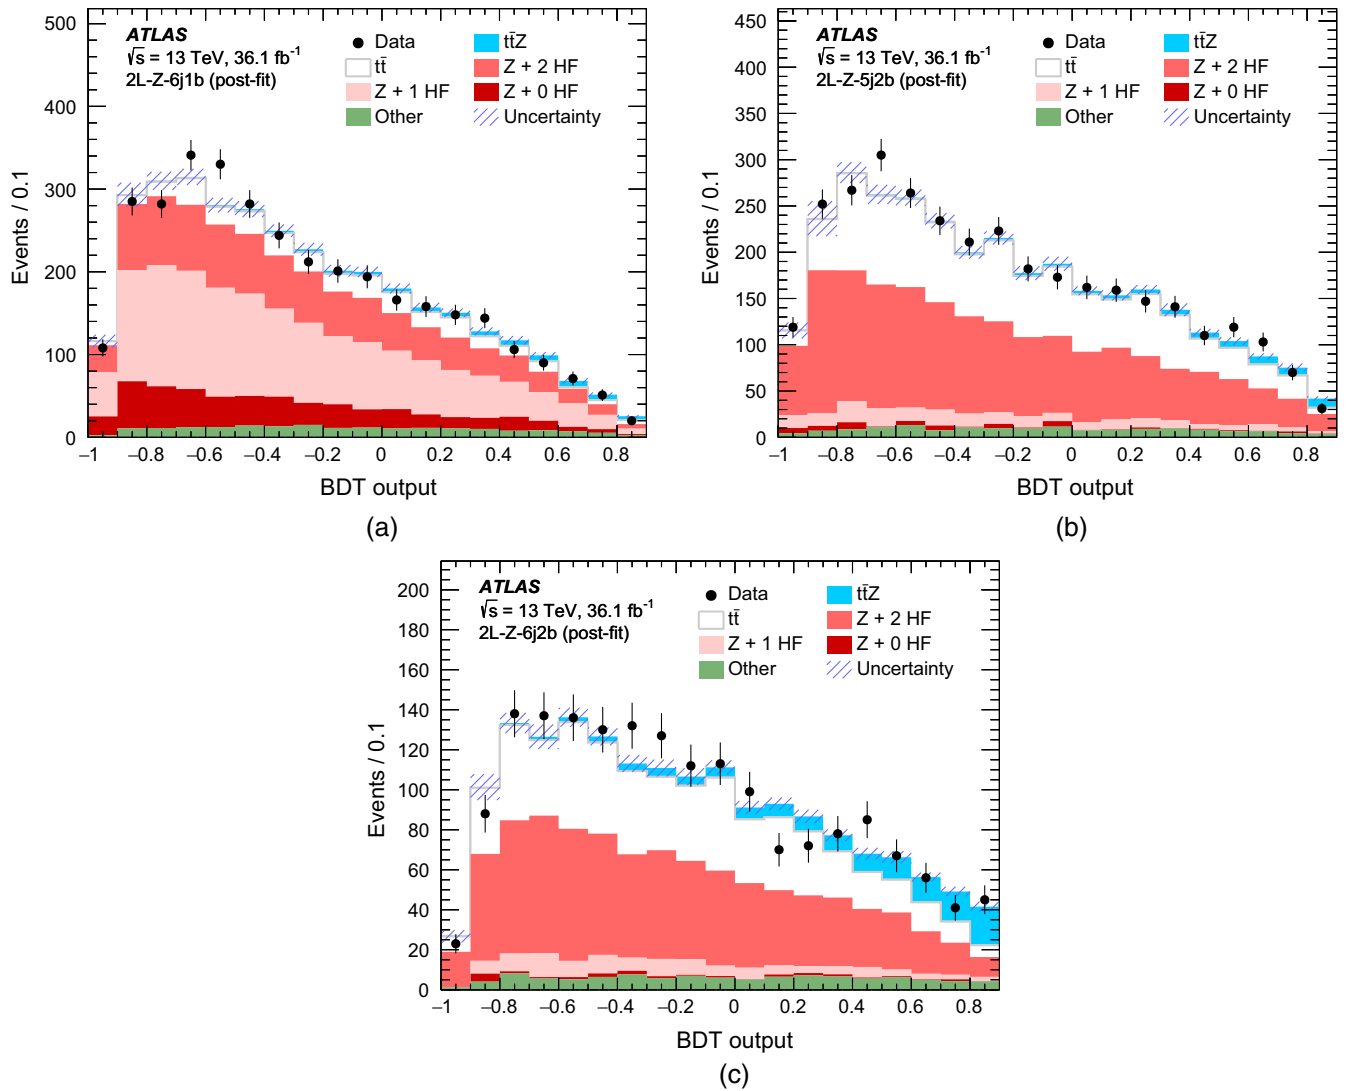 ATLAS
√s = 13 TeV, 36.1 fb⁻¹
2L-Z-6j1b (post-fit)
Data
tt̄Z
tt̄
Z + 2 HF
Z + 1 HF
Z + 0 HF
Other
Uncertainty
Events / 0.1
500
400
300
200
100
0
−1 −0.8 −0.6 −0.4 −0.2 0 0.2 0.4 0.6 0.8
BDT output
(a)
ATLAS
√s = 13 TeV, 36.1 fb⁻¹
2L-Z-5j2b (post-fit)
Data
tt̄Z
tt̄
Z + 2 HF
Z + 1 HF
Z + 0 HF
Other
Uncertainty
Events / 0.1
450
400
350
300
250
200
150
100
50
0
−1 −0.8 −0.6 −0.4 −0.2 0 0.2 0.4 0.6 0.8
BDT output
(b)
ATLAS
√s = 13 TeV, 36.1 fb⁻¹
2L-Z-6j2b (post-fit)
Data
tt̄Z
tt̄
Z + 2 HF
Z + 1 HF
Z + 0 HF
Other
Uncertainty
Events / 0.1
200
180
160
140
120
100
80
60
40
20
0
−1 −0.8 −0.6 −0.4 −0.2 0 0.2 0.4 0.6 0.8
BDT output
(c)